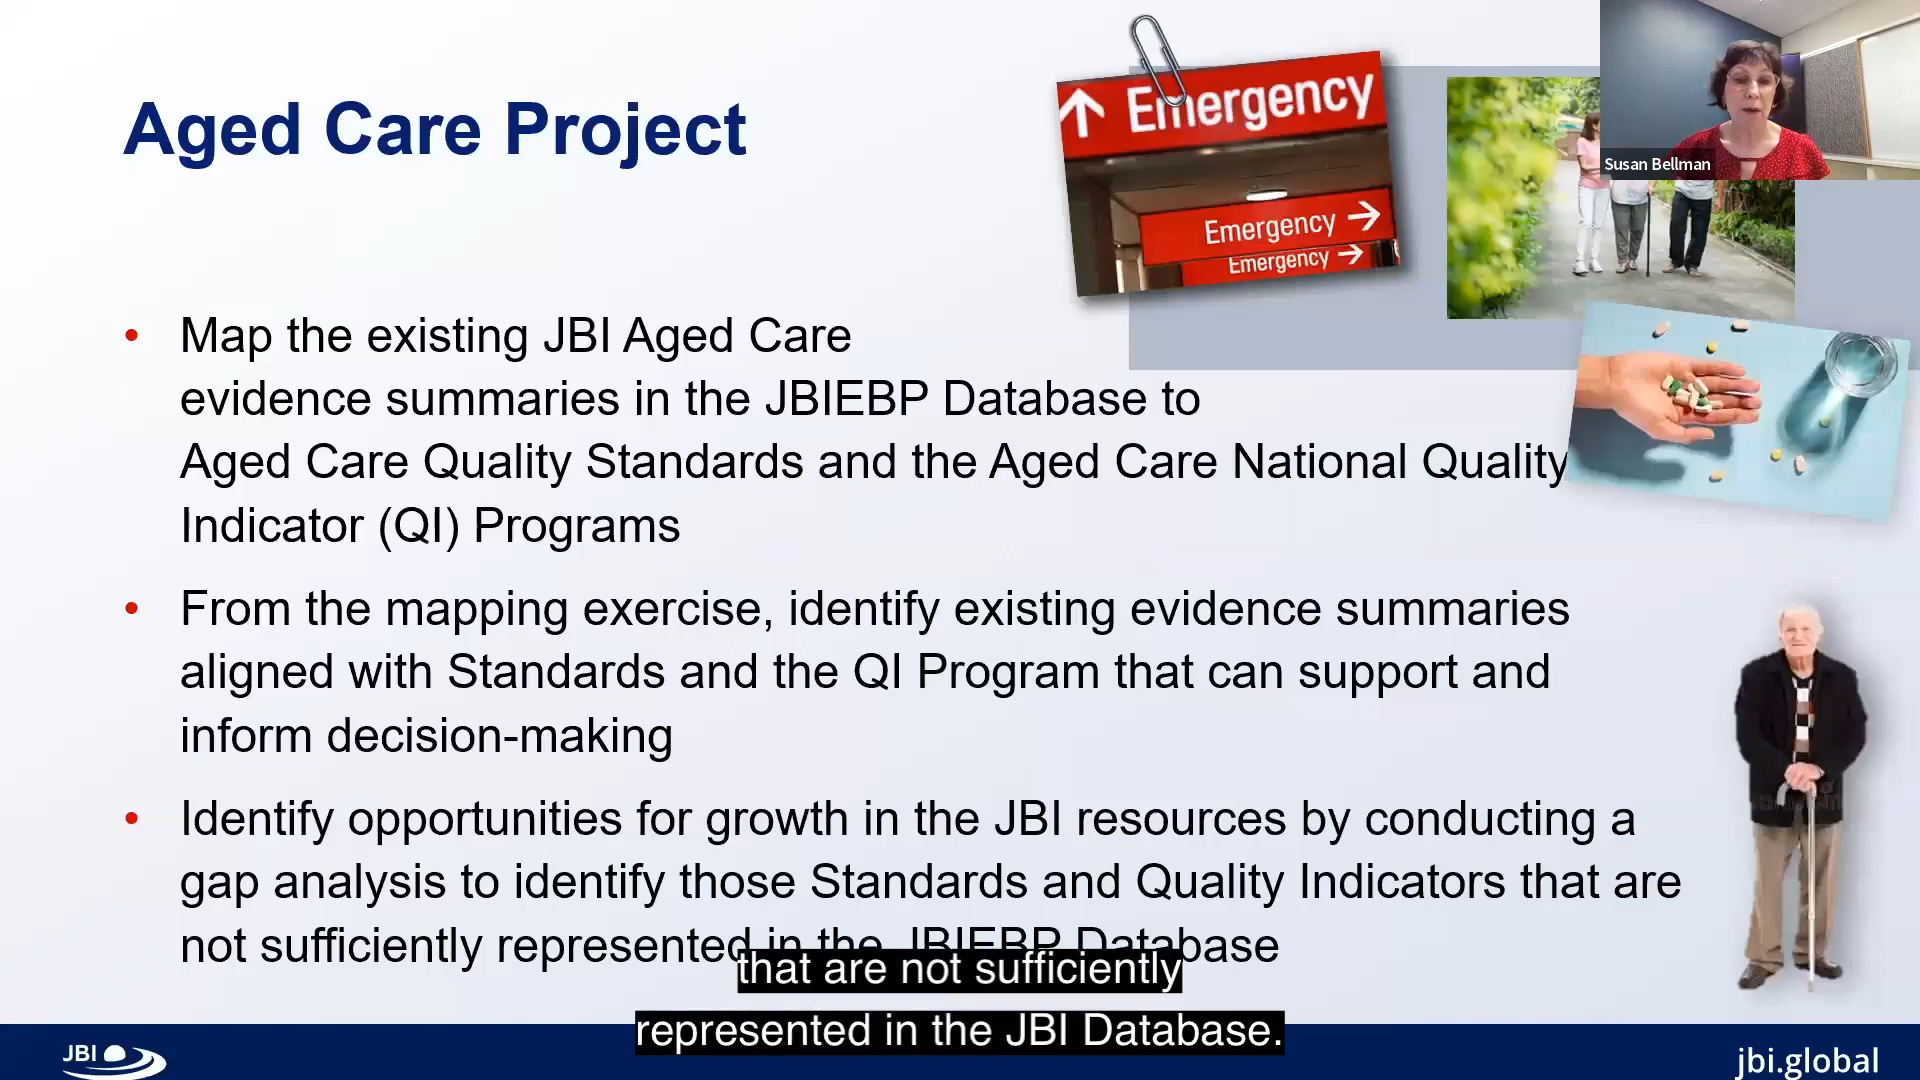 Emergency
Emergency
Emergency
Susan Bellman
Aged Care Project
• Map the existing JBI Aged Care
evidence summaries in the JBIEBP Database to
Aged Care Quality Standards and the Aged Care National Quality
Indicator (QI) Programs
• From the mapping exercise, identify existing evidence summaries
aligned with Standards and the QI Program that can support and
inform decision-making
• Identify opportunities for growth in the JBI resources by conducting a
gap analysis to identify those Standards and Quality Indicators that are
not sufficiently represented in the JBIEBP Database
that are not sufficiently
represented in the JBI Database.
JBI
jbi.global